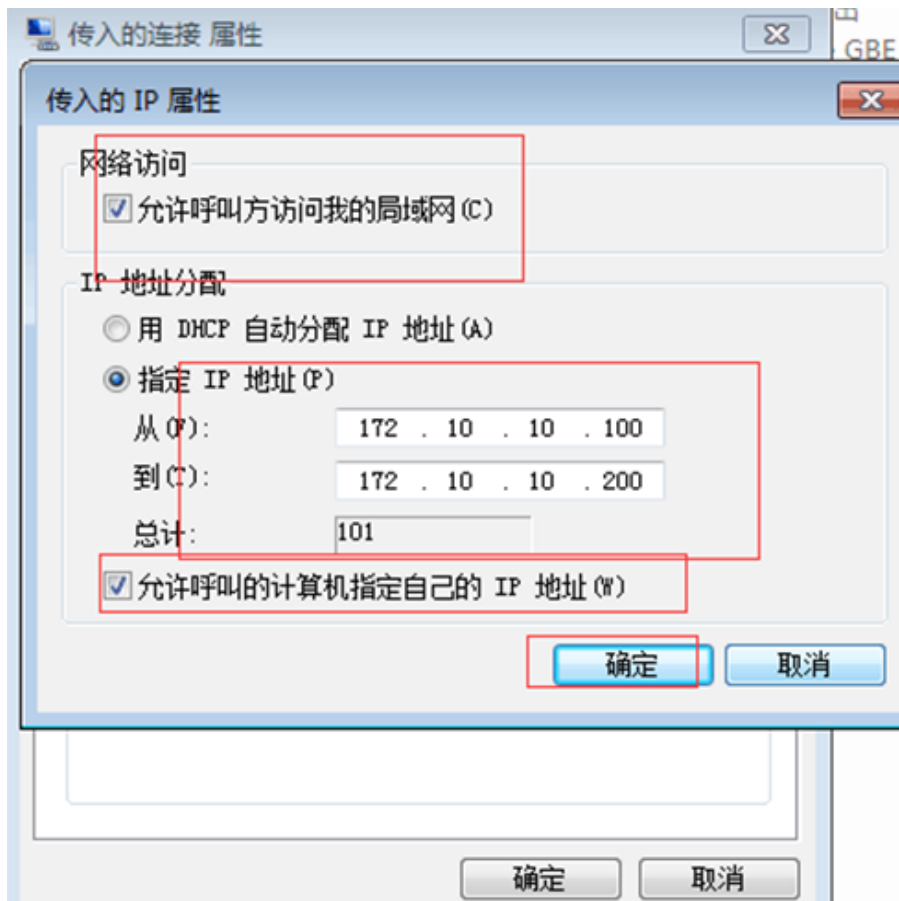 传入的连接 属性
GBE
传入的 IP 属性
网络访问
允许呼叫方访问我的局域网(C)
IP 地址分配
用 DHCP 自动分配 IP 地址(A)
指定 IP 地址(P)
从(F): 172 . 10 . 10 . 100
到(T): 172 . 10 . 10 . 200
总计: 101
允许呼叫的计算机指定自己的 IP 地址(W)
确定 取消
确定 取消